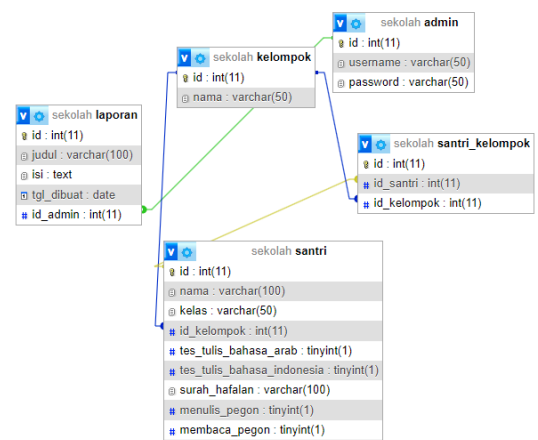 sekolah admin
id : int(11)
username : varchar(50)
password : varchar(50)
sekolah kelompok
id : int(11)
nama : varchar(50)
sekolah laporan
id : int(11)
judul : varchar(100)
isi : text
tgl_dibuat : date
# id_admin : int(11)
sekolah santri_kelompok
id : int(11)
# id_santri : int(11)
# id_kelompok : int(11)
sekolah santri
id : int(11)
nama : varchar(100)
kelas : varchar(50)
# id_kelompok : int(11)
# tes_tulis_bahasa_arab : tinyint(1)
# tes_tulis_bahasa_indonesia : tinyint(1)
surah_hafalan : varchar(100)
# menulis_pegon : tinyint(1)
# membaca_pegon : tinyint(1)